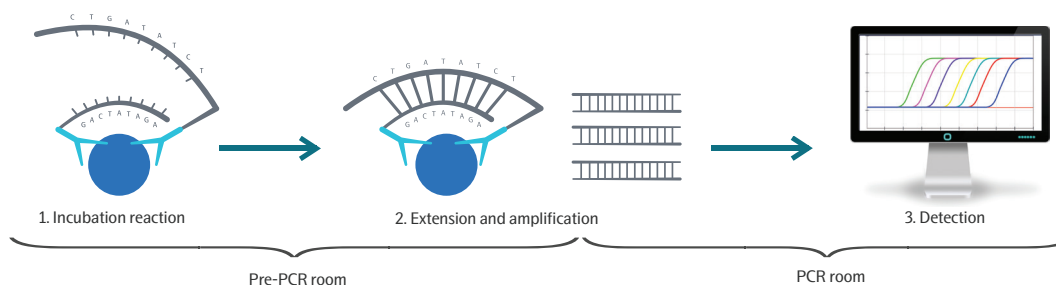 C T G A T A T C T
G A C T A T A G A
C T G A T A T C T
G A C T A T A G A
1. Incubation reaction
2. Extension and amplification
3. Detection
Pre-PCR room
PCR room